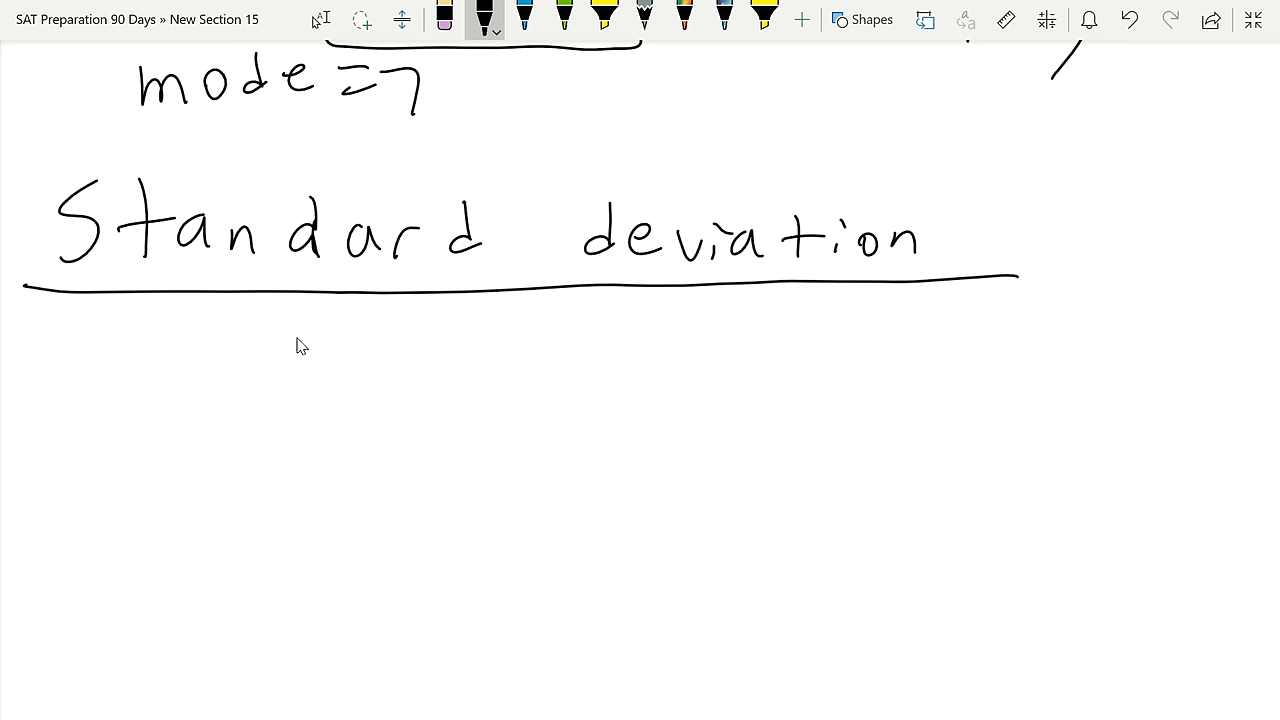 SAT Preparation 90 Days » New Section 15
Shapes
mode = 7
Standard deviation